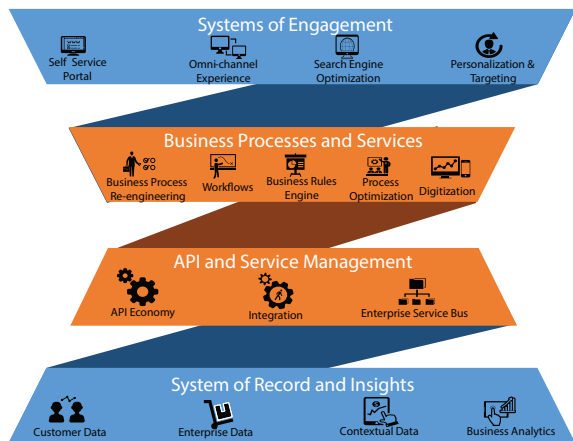 Systems of Engagement
Self Service
Portal
Omni-channel
Experience
Search Engine
Optimization
Personalization &
Targeting
Business Processes and Services
Business Process
Re-engineering
Workflows
Business Rules
Engine
Process
Optimization
Digitization
API and Service Management
API Economy
Integration
Enterprise Service Bus
System of Record and Insights
Customer Data
Enterprise Data
Contextual Data
Business Analytics